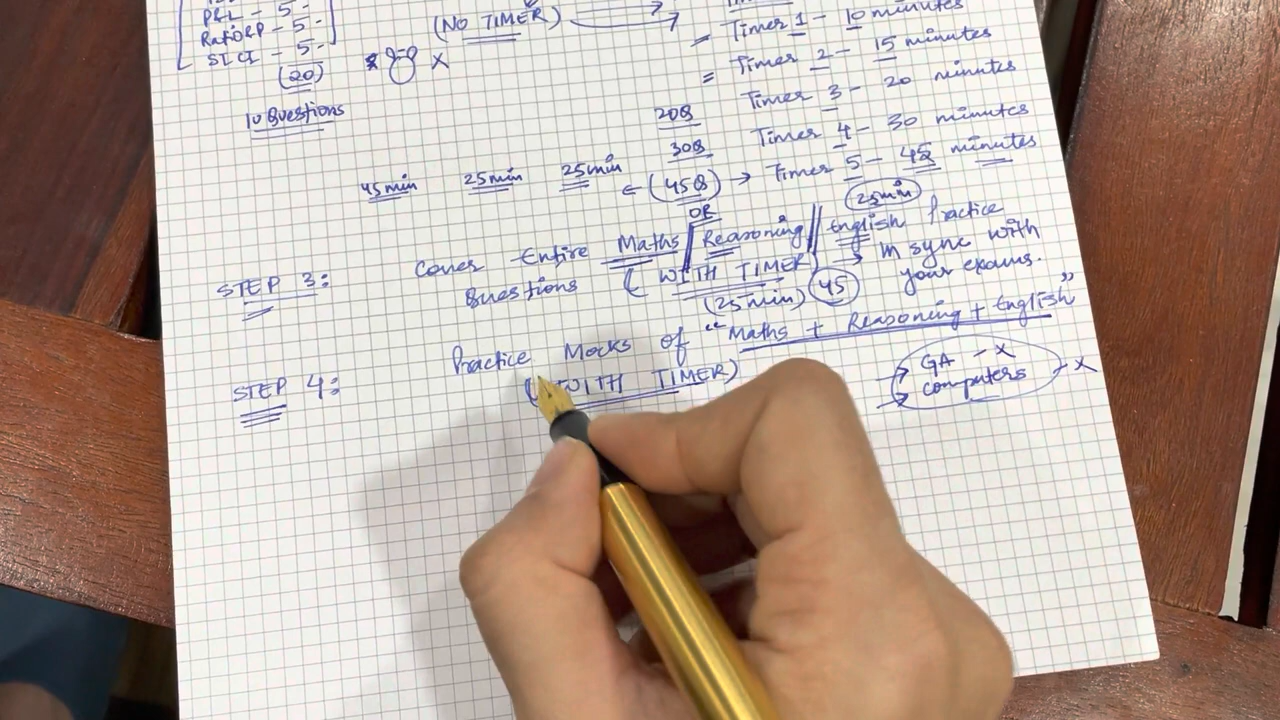 P&L - 5 -
Ratio&P - 5 -
SICI - 5 -
(20)
10 Questions
(NO TIMER)
= Timer 1 - 10 minutes
= Timer 2 - 15 minutes
Timer 3 - 20 minutes
20Q
Timer 4 - 30 minutes
30Q
45min 25min 25min ← (45Q) → Timer 5 - 45 minutes
OR
(25min)
STEP 3: Cover Entire Maths / Reasoning // English Practice
Questions (WITH TIMER) → in sync with
(25min) 45 your exams.
STEP 4: Practice Mocks of "Maths + Reasoning + English"
(WITH TIMER)
→ GA - X
→ computers - X